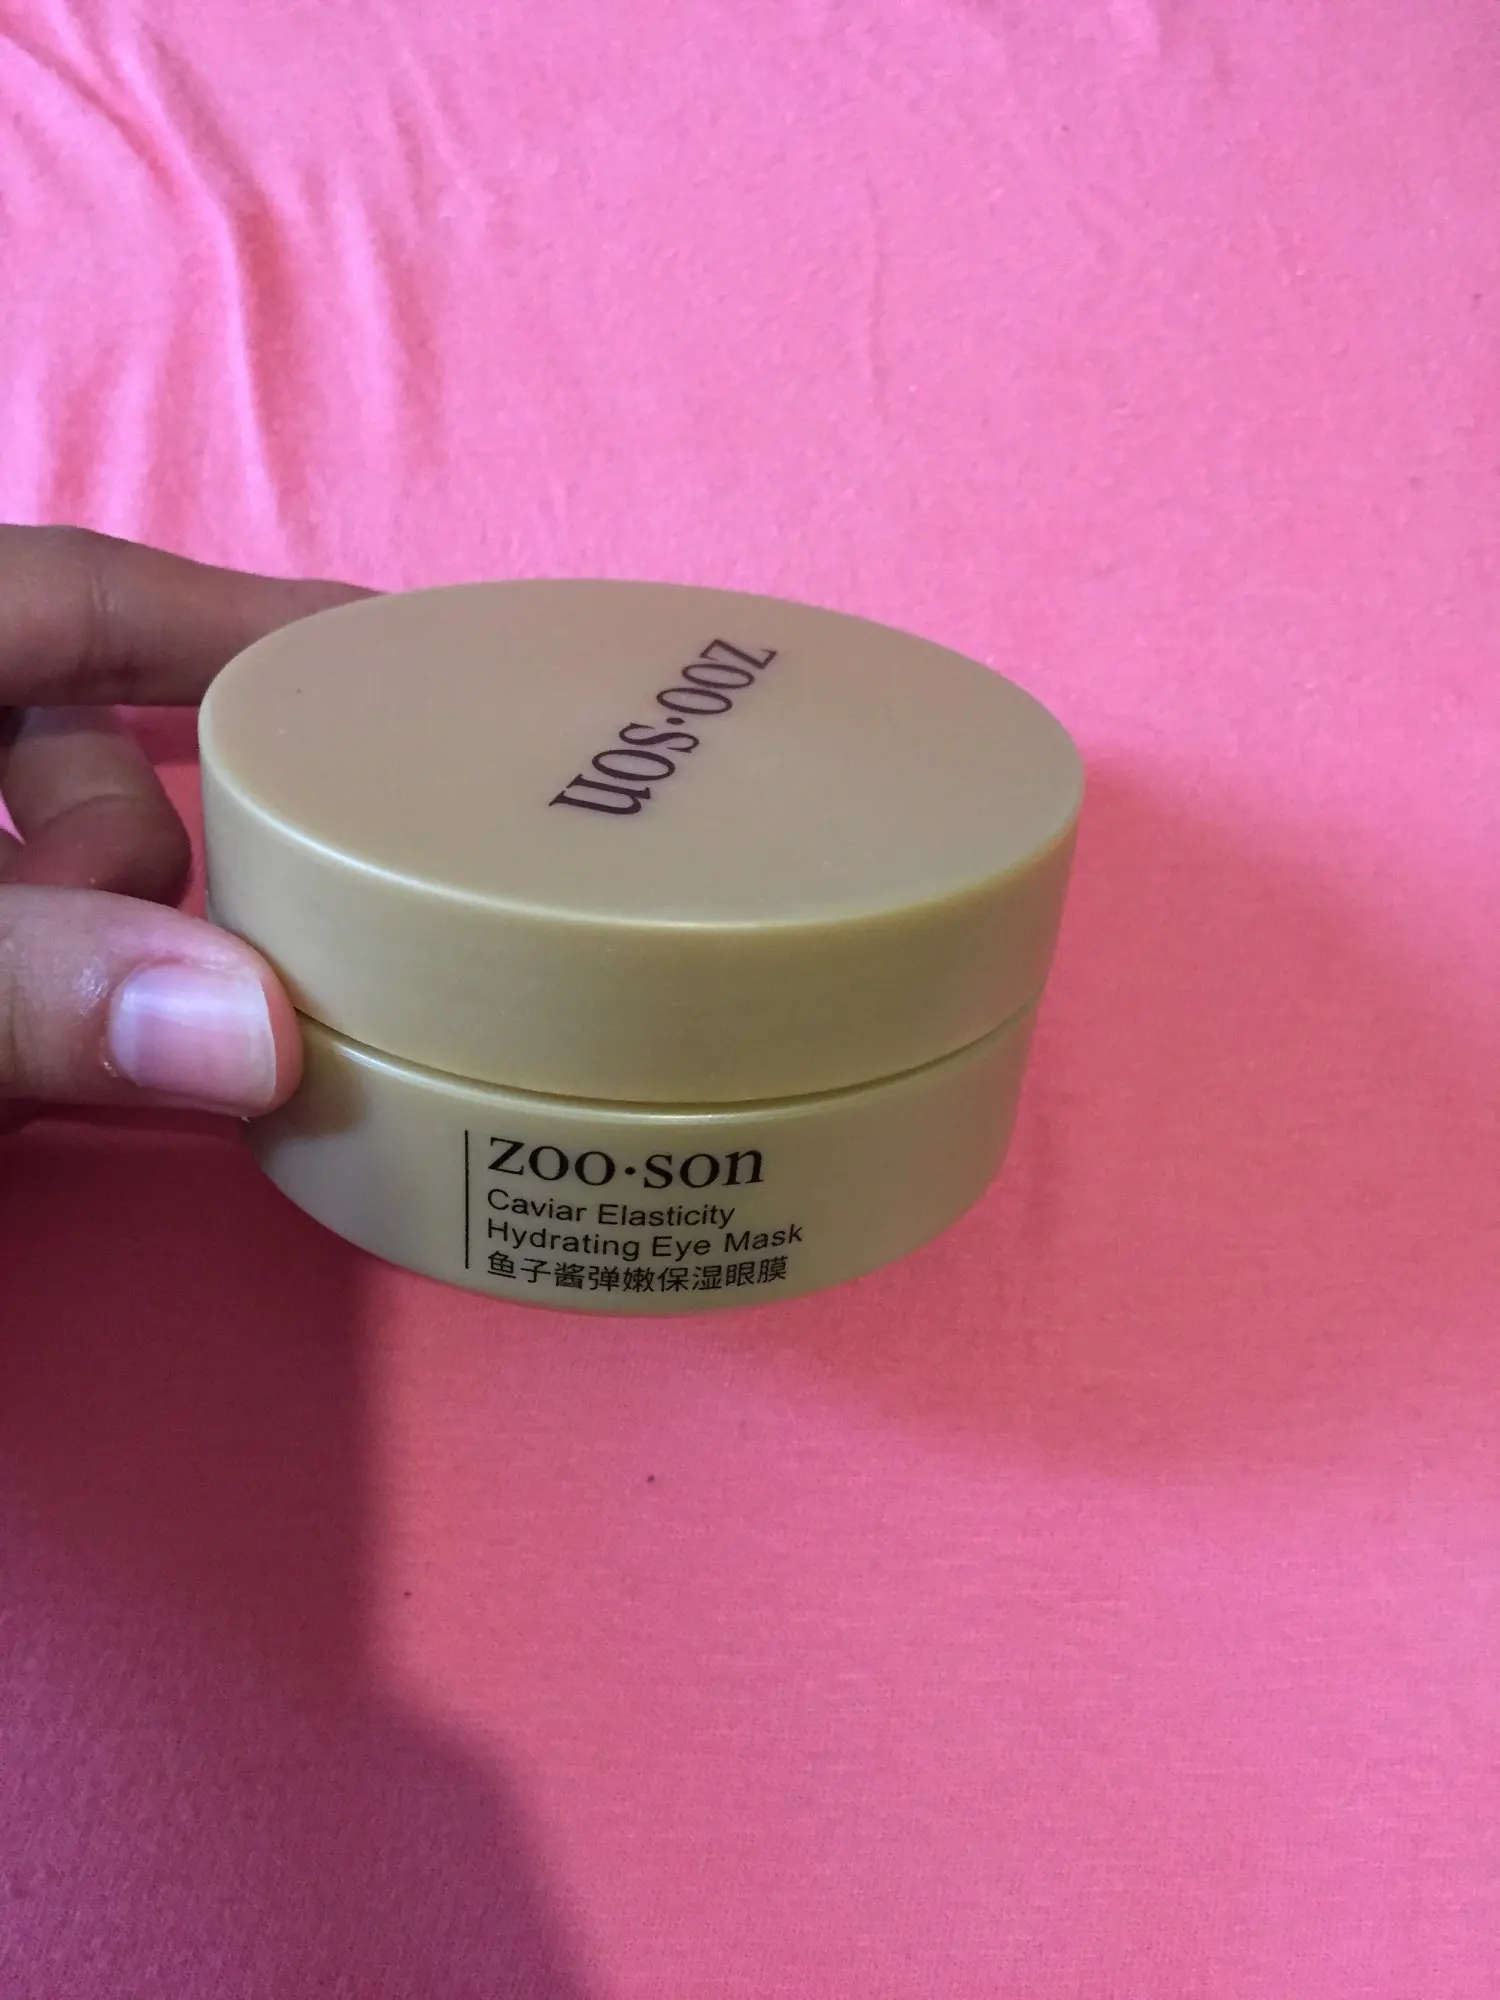 zoo·son
zoo·son
Caviar Elasticity
Hydrating Eye Mask
鱼子酱弹嫩保湿眼膜